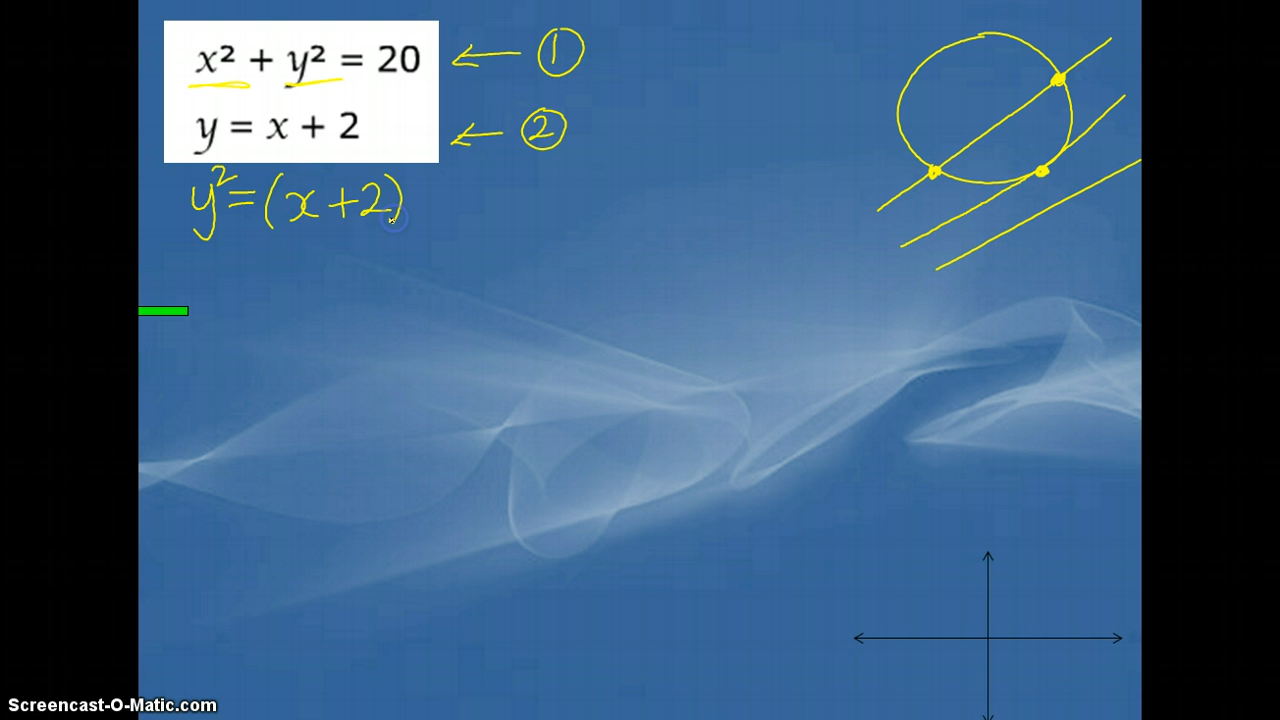 x² + y² = 20 ← ①
y = x + 2 ← ②
y² = (x + 2)
Screencast-O-Matic.com